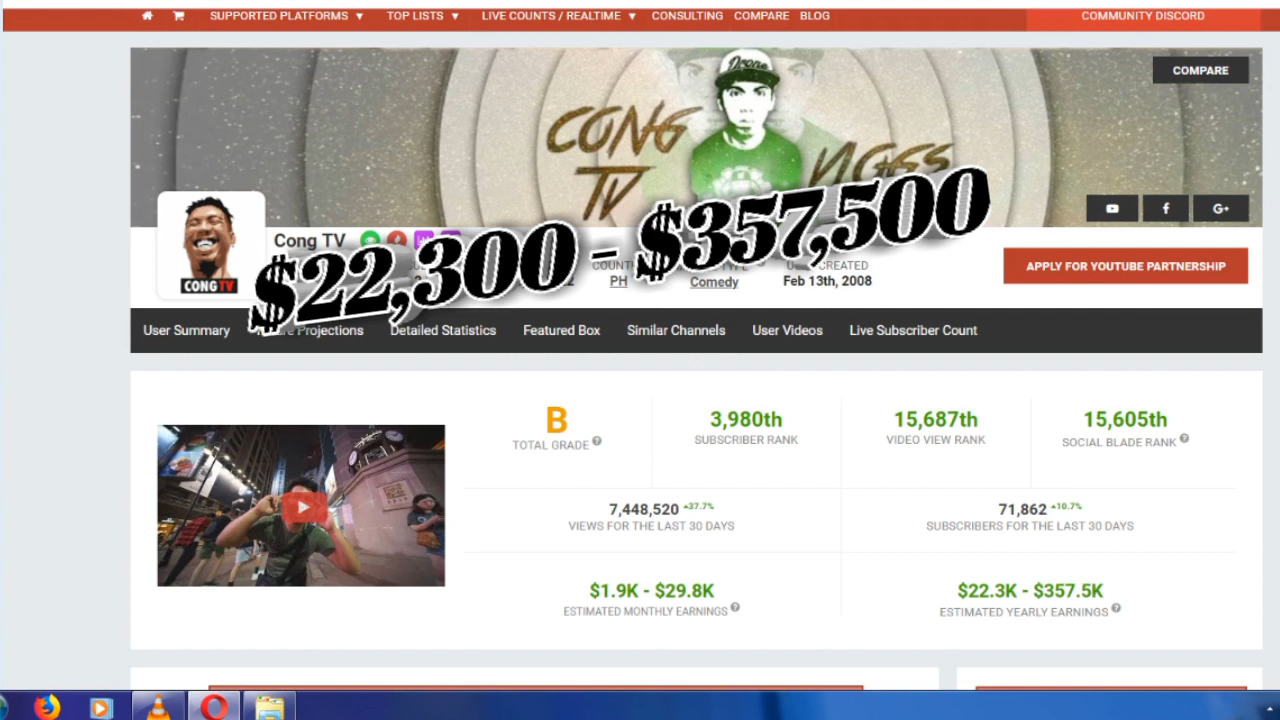 SUPPORTED PLATFORMS ▼ TOP LISTS ▼ LIVE COUNTS / REALTIME ▼ CONSULTING COMPARE BLOG COMMUNITY DISCORD
COMPARE
Drone
CONG
TV
G+
Cong TV
$22,300 - $357,500
CREATED
PH Comedy Feb 13th, 2008
APPLY FOR YOUTUBE PARTNERSHIP
CONGTV
User Summary Projections Detailed Statistics Featured Box Similar Channels User Videos Live Subscriber Count
B 3,980th 15,687th 15,605th
TOTAL GRADE SUBSCRIBER RANK VIDEO VIEW RANK SOCIAL BLADE RANK
7,448,520 37.7% 71,862 10.7%
VIEWS FOR THE LAST 30 DAYS SUBSCRIBERS FOR THE LAST 30 DAYS
$1.9K - $29.8K $22.3K - $357.5K
ESTIMATED MONTHLY EARNINGS ESTIMATED YEARLY EARNINGS